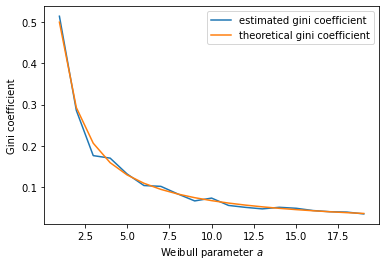 estimated gini coefficient
theoretical gini coefficient
Gini coefficient
0.5
0.4
0.3
0.2
0.1
2.5 5.0 7.5 10.0 12.5 15.0 17.5
Weibull parameter a